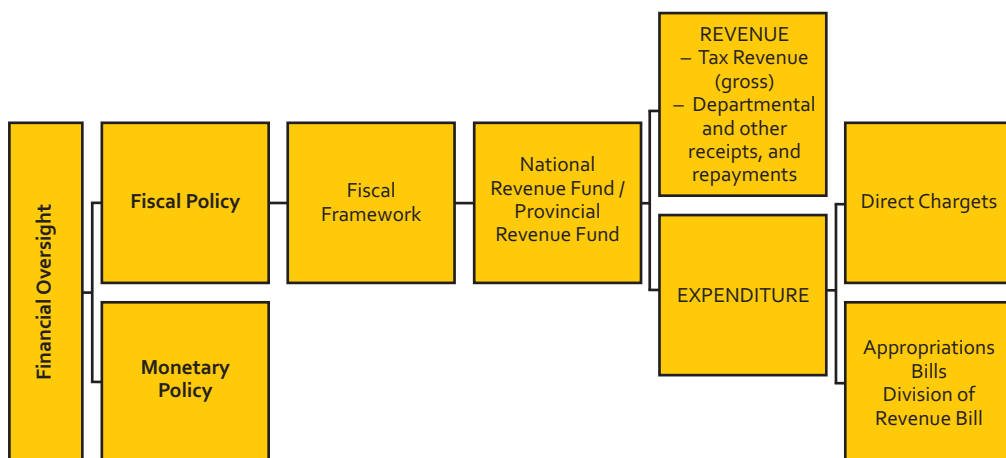 Financial Oversight
Fiscal Policy
Monetary
Policy
Fiscal
Framework
National
Revenue Fund /
Provincial
Revenue Fund
REVENUE
– Tax Revenue
(gross)
– Departmental
and other
receipts, and
repayments
EXPENDITURE
Direct Chargets
Appropriations
Bills
Division of
Revenue Bill